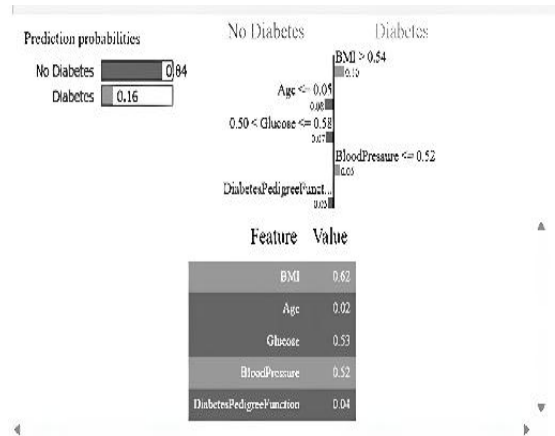 Prediction probabilities
No Diabetes 0.84
Diabetes 0.16
No Diabetes Diabetes
BMI > 0.54
0.10
Age <= 0.05
0.08
0.50 < Glucose <= 0.58
0.07
BloodPressure <= 0.52
0.05
DiabetesPedigreeFunct...
0.05
Feature Value
BMI 0.62
Age 0.02
Glucose 0.53
BloodPressure 0.52
DiabetesPedigreeFunction 0.04